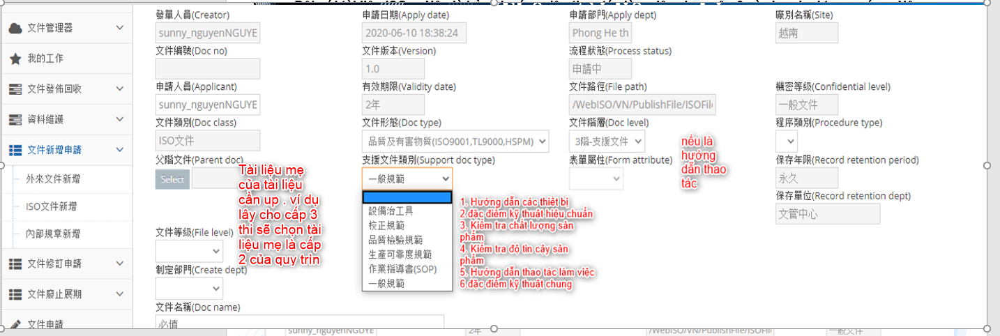 發單人員(Creator)
申請日期(Apply date)
申請部門(Apply dept)
廠別名稱(Site)
文件管理器
sunny_nguyenNGUYE
2020-06-10 18:38:24
Phong He th
越南
文件編號(Doc no)
文件版本(Version)
流程狀態(Process status)
我的工作
1.0
申請中
文件發佈回收
申請人員(Applicant)
有效期限(Validity date)
文件路徑(File path)
機密等級(Confidential level)
sunny_nguyenNGUYE
2年
/WebISO/VN/PublishFile/ISOFil
一般文件
資料維護
文件類別(Doc class)
文件形態(Doc type)
文件階層(Doc level)
程序類別(Procedure type)
ISO文件
品質及有害物質(ISO9001,TL9000,HSPM)
3階-支援文件
nếu là
hướng
dẫn thao
tác
文件新增申請
父階文件(Parent doc)
支援文件類別(Support doc type)
表單屬性(Form attribute)
保存年限(Record retention period)
Select
一般規範
永久
Tài liệu mẹ
của tài liệu
cần up . ví dụ
lây cho cấp 3
thi sẽ chọn tài
liệu mẹ là cấp
2 của quy trìn
外來文件新增
ISO文件新增
內部規章新增
保存單位(Record retention dept)
文管中心
設備治工具
校正規範
品質檢驗規範
生產可靠度規範
作業指導書(SOP)
一般規範
1. Hướng dẫn các thiết bị
2.đặc điểm kỹ thuật hiệu chuẩn
3. Kiểm tra chất lượng sản
phẩm
4. Kiểm tra độ tin cậy sản
phẩm
5. Hướng dẫn thao tác làm việc
6.đặc điểm kỹ thuật chung
文件等级(File level)
文件修訂申請
制定部門(Create dept)
文件廢止展期
文件名稱(Doc name)
文件申請
必填
sunny_nguyenNGUYE
2年
/WebISO/VN/PublishFile/ISOFil
一般文件